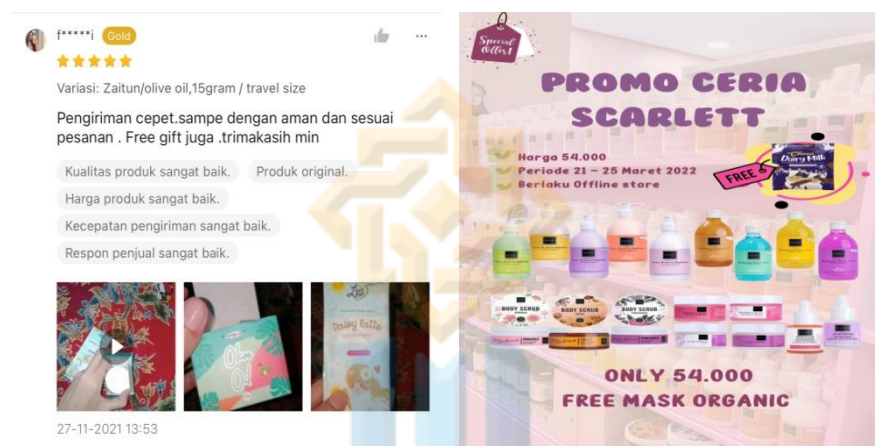 f*****i Gold
Variasi: Zaitun/olive oil,15gram / travel size
Pengiriman cepet.sampe dengan aman dan sesuai
pesanan . Free gift juga .trimakasih min
Kualitas produk sangat baik. Produk original.
Harga produk sangat baik.
Kecepatan pengiriman sangat baik.
Respon penjual sangat baik.
Daisy latte
27-11-2021 13:53
Special
Offer!
PROMO CERIA
SCARLETT
Harga 54.000
Periode 21 – 25 Maret 2022
Berlaku Offline store
FREE
Dairy Milk
BODY SCRUB
BODY SCRUB
BODY SCRUB
ONLY 54.000
FREE MASK ORGANIC